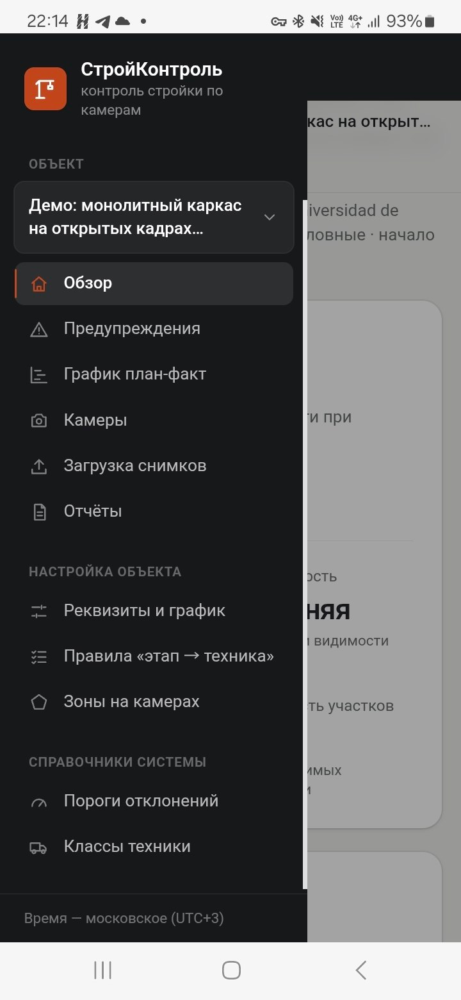 22:14
Vo))
LTE
4G+
93%
СтройКонтроль
контроль стройки по
камерам
кас на открыт...
ОБЪЕКТ
Демо: монолитный каркас
на открытых кадрах...
iversidad de
ловные · начало
Обзор
Предупреждения
График план-факт
Камеры
ти при
Загрузка снимков
Отчёты
НАСТРОЙКА ОБЪЕКТА
ость
Реквизиты и график
няя
и видимости
Правила «этап → техника»
Зоны на камерах
ть участков
СПРАВОЧНИКИ СИСТЕМЫ
имых
и
Пороги отклонений
Классы техники
Время — московское (UTC+3)